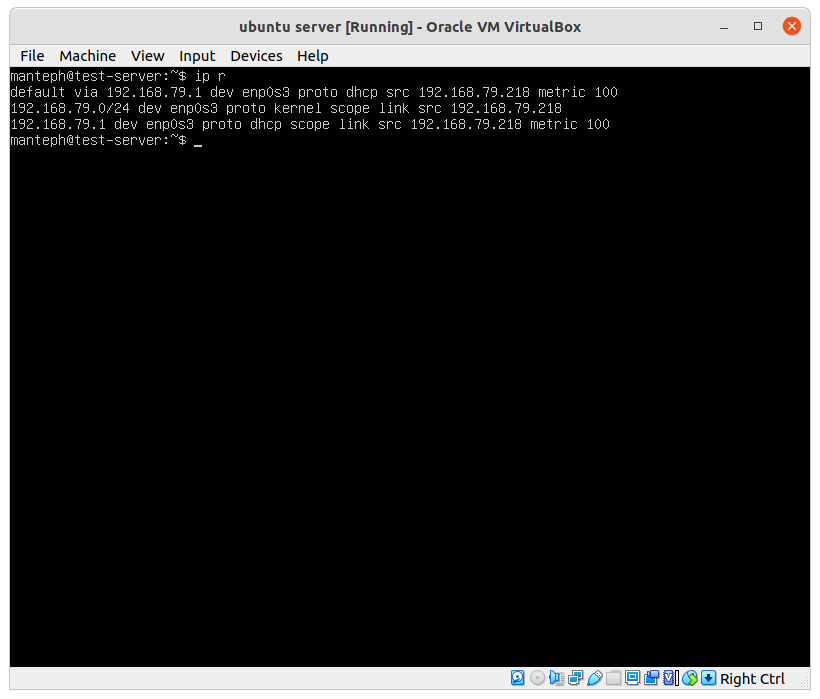 ubuntu server [Running] - Oracle VM VirtualBox
File Machine View Input Devices Help
manteph@test-server:~$ ip r
default via 192.168.79.1 dev enp0s3 proto dhcp src 192.168.79.218 metric 100
192.168.79.0/24 dev enp0s3 proto kernel scope link src 192.168.79.218
192.168.79.1 dev enp0s3 proto dhcp scope link src 192.168.79.218 metric 100
manteph@test-server:~$ _
Right Ctrl